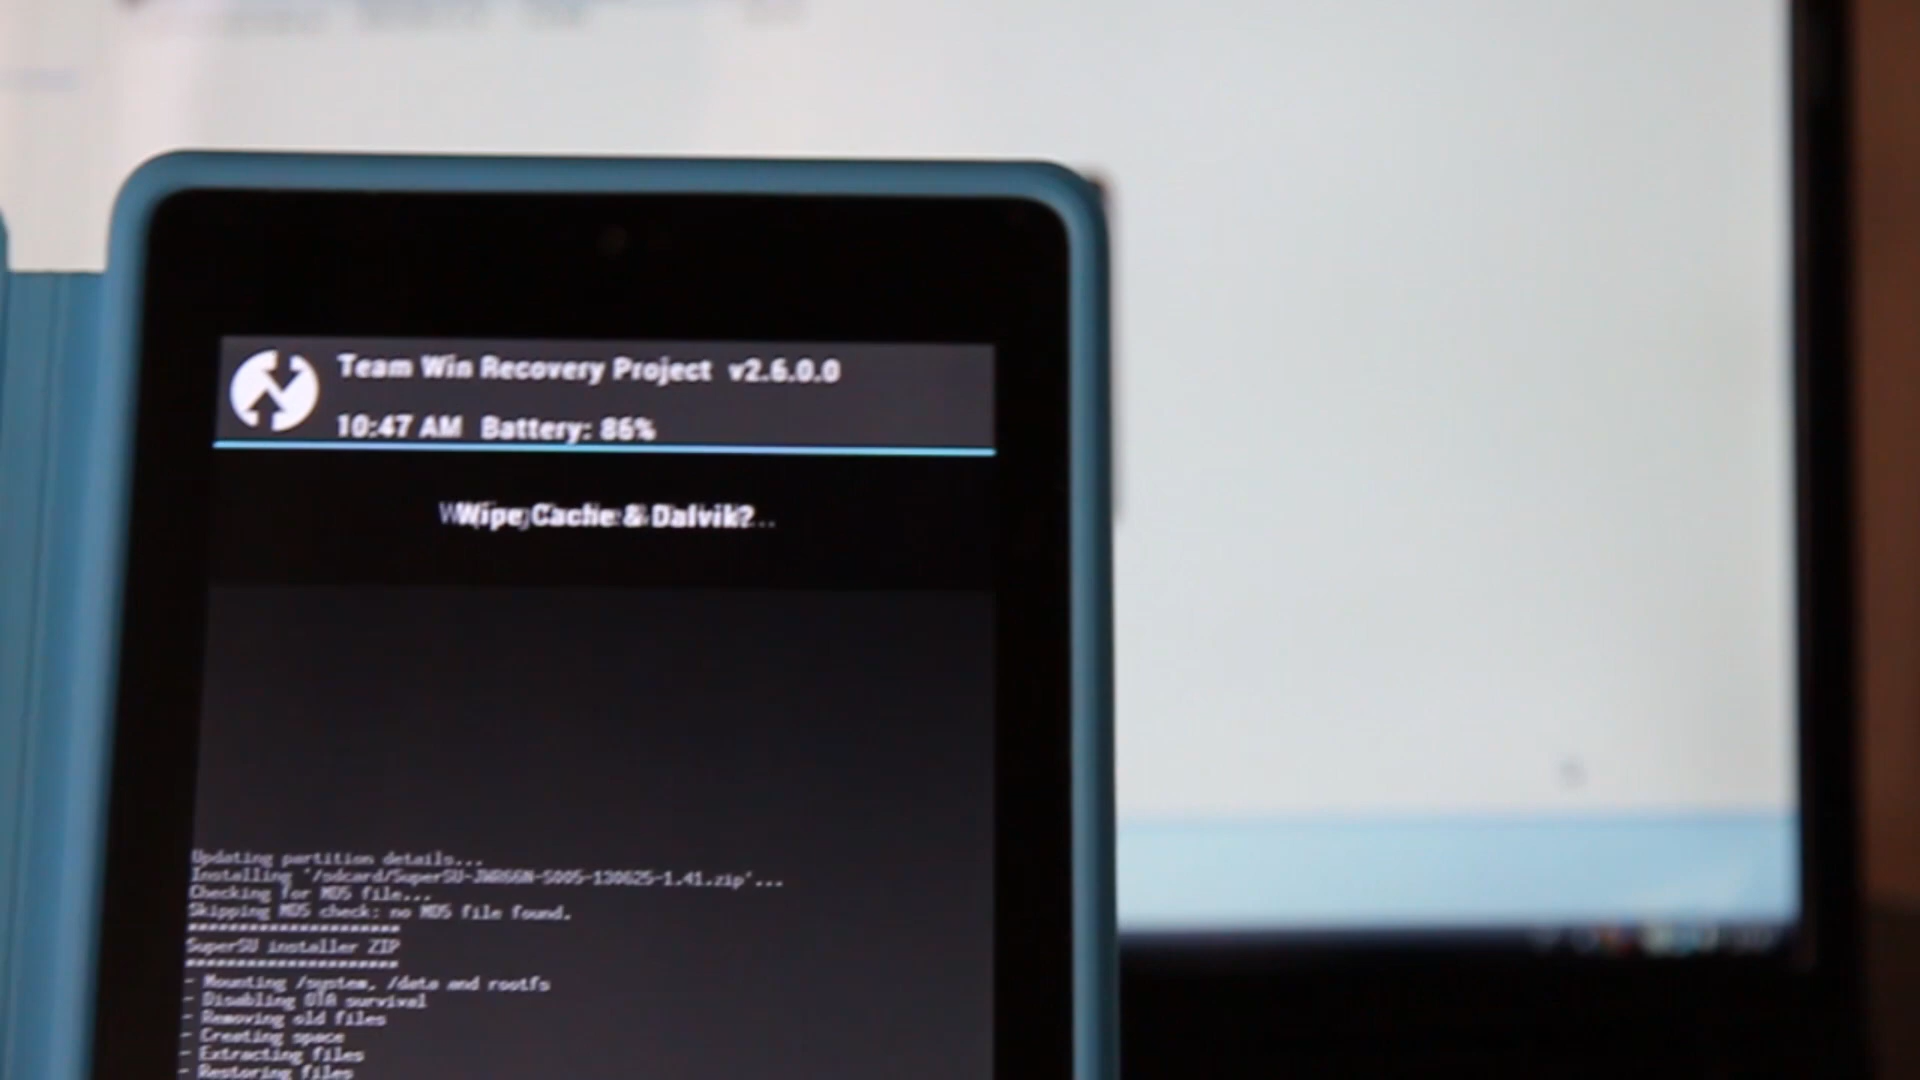 Team Win Recovery Project v2.6.0.0
10:47 AM Battery: 86%
Wipe Cache & Dalvik?
Updating partition details...
Installing '/sdcard/SuperSU-JWR66N-S005-130625-1.41.zip'...
Checking for MD5 file...
Skipping MD5 check: no MD5 file found.
**********************
SuperSU installer ZIP
**********************
- Mounting /system, /data and rootfs
- Disabling OTA survival
- Removing old files
- Creating space
- Extracting files
- Restoring files